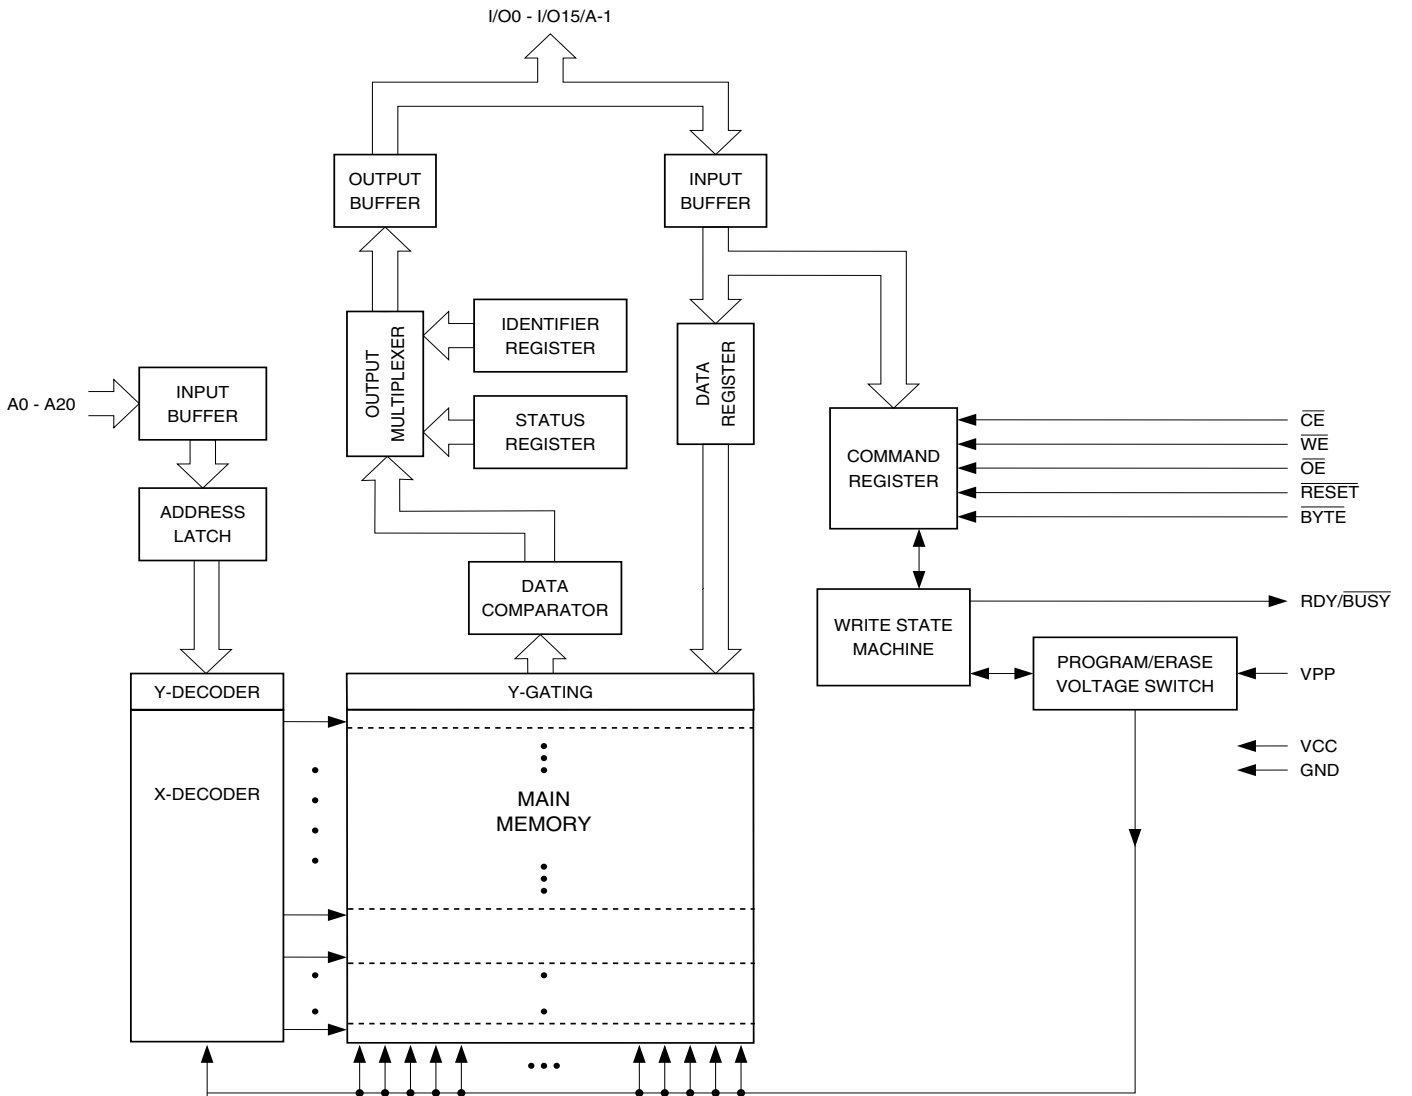 I/O0 - I/O15/A-1
OUTPUT
BUFFER
INPUT
BUFFER
IDENTIFIER
REGISTER
OUTPUT
MULTIPLEXER
DATA
REGISTER
A0 - A20
INPUT
BUFFER
STATUS
REGISTER
COMMAND
REGISTER
CE
WE
OE
RESET
BYTE
ADDRESS
LATCH
DATA
COMPARATOR
WRITE STATE
MACHINE
RDY/BUSY
PROGRAM/ERASE
VOLTAGE SWITCH
VPP
Y-DECODER
Y-GATING
VCC
GND
X-DECODER
MAIN
MEMORY